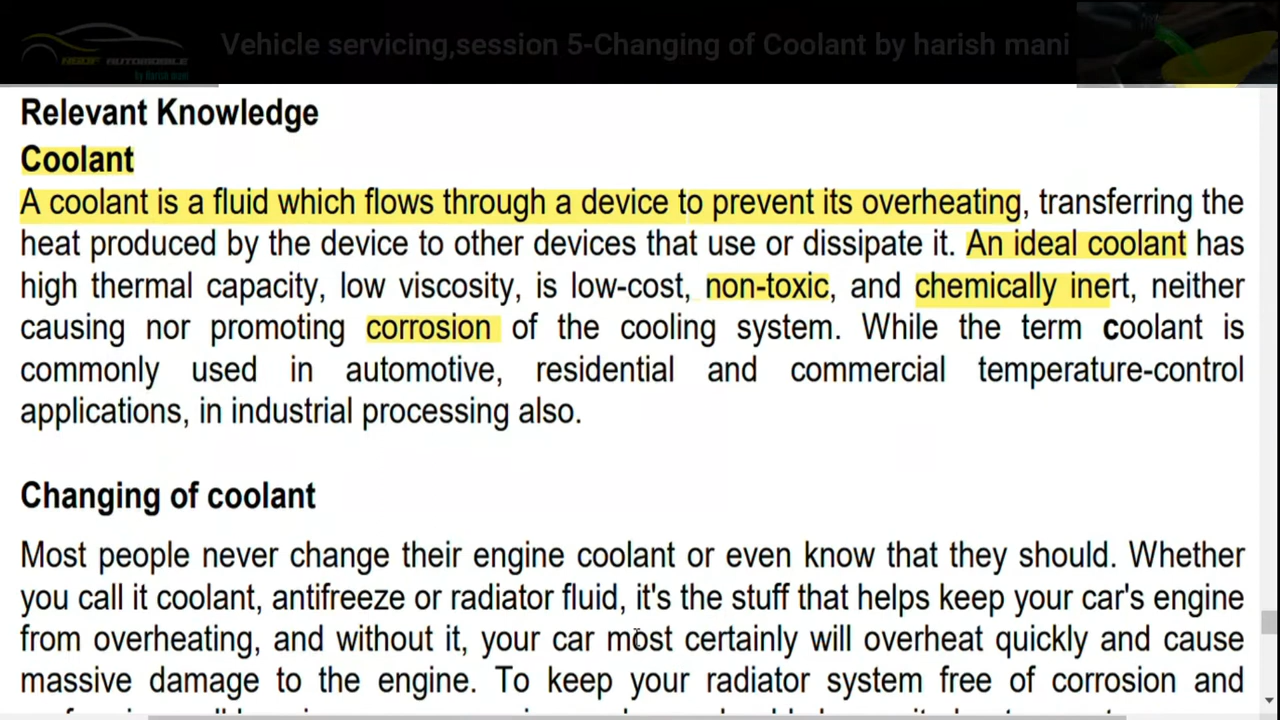 Vehicle servicing,session 5-Changing of Coolant by harish mani
AUTOMOBILE
by Harish mani
Relevant Knowledge
Coolant
A coolant is a fluid which flows through a device to prevent its overheating, transferring the
heat produced by the device to other devices that use or dissipate it. An ideal coolant has
high thermal capacity, low viscosity, is low-cost, non-toxic, and chemically inert, neither
causing nor promoting corrosion of the cooling system. While the term coolant is
commonly used in automotive, residential and commercial temperature-control
applications, in industrial processing also.
Changing of coolant
Most people never change their engine coolant or even know that they should. Whether
you call it coolant, antifreeze or radiator fluid, it's the stuff that helps keep your car's engine
from overheating, and without it, your car most certainly will overheat quickly and cause
massive damage to the engine. To keep your radiator system free of corrosion and